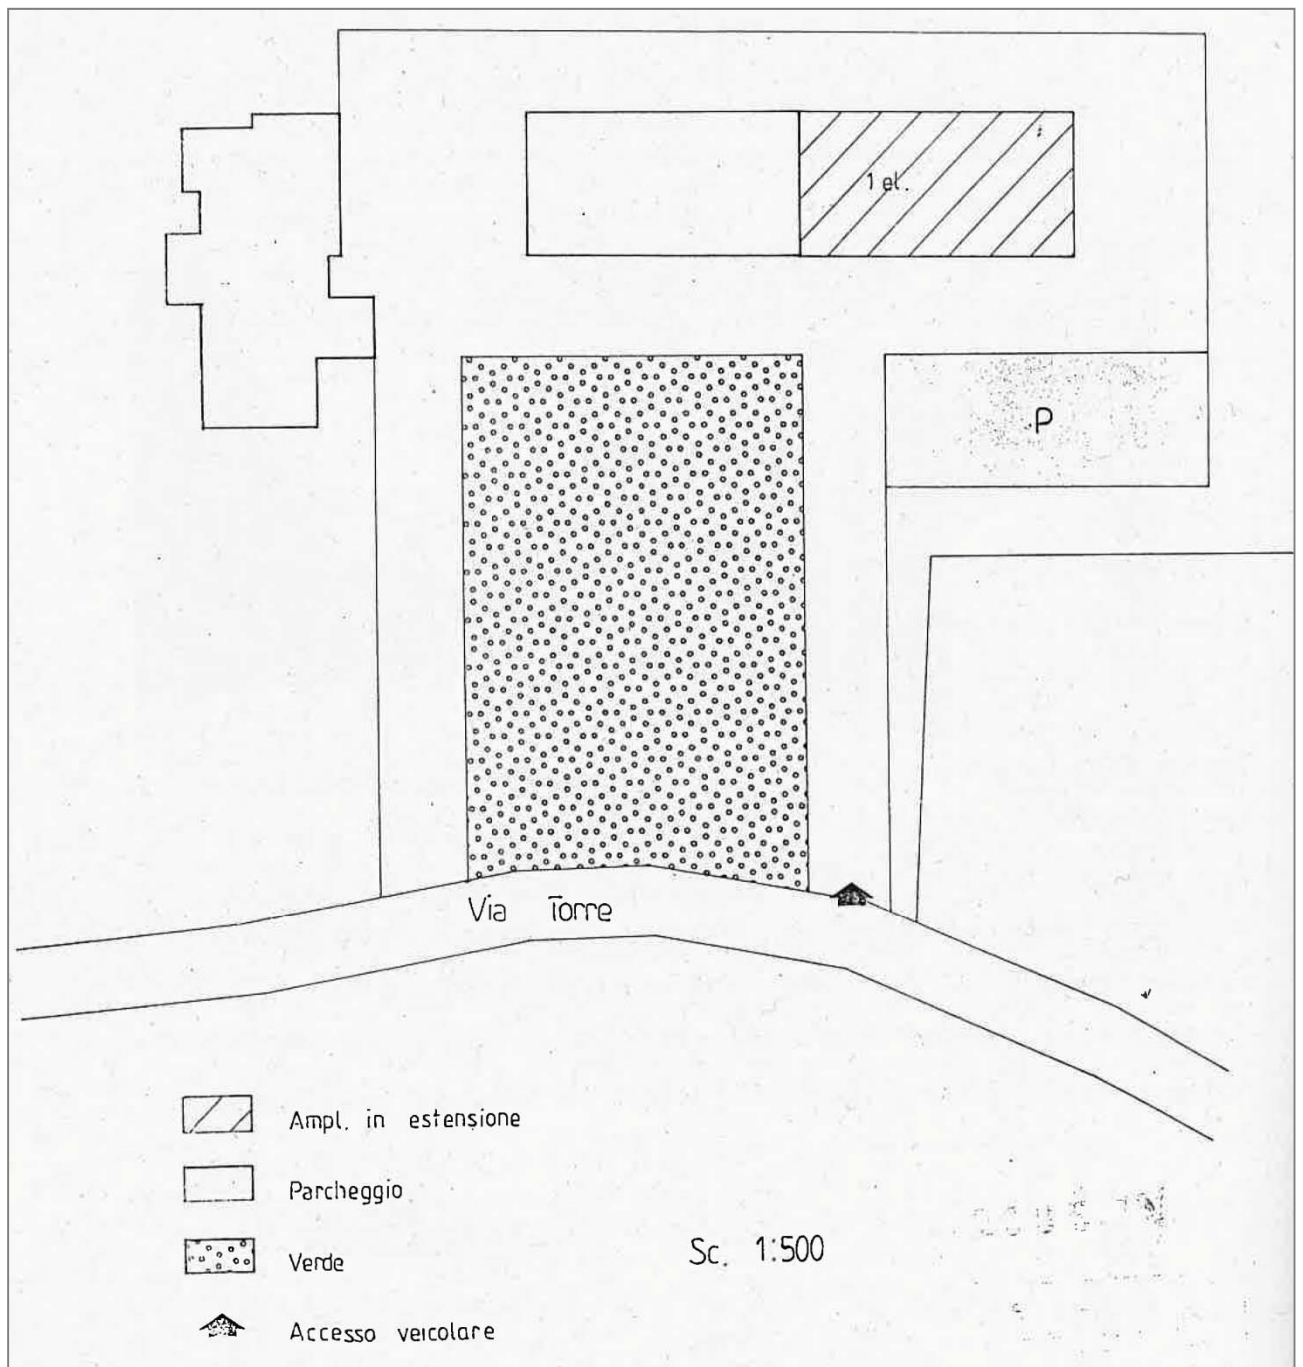 1 el.
P
Via Torre
Ampl. in estensione
Parcheggio
Verde
Sc. 1:500
Accesso veicolare